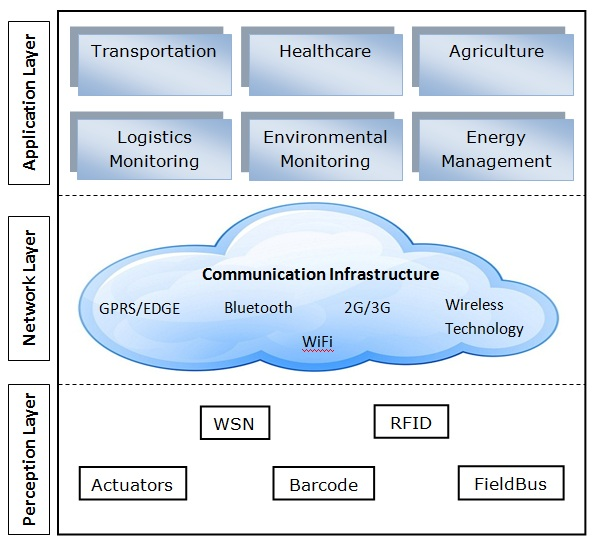 Application Layer
Transportation
Healthcare
Agriculture
Logistics
Monitoring
Environmental
Monitoring
Energy
Management
Network Layer
Communication Infrastructure
GPRS/EDGE
Bluetooth
2G/3G
Wireless
Technology
WiFi
Perception Layer
WSN
RFID
Actuators
Barcode
FieldBus